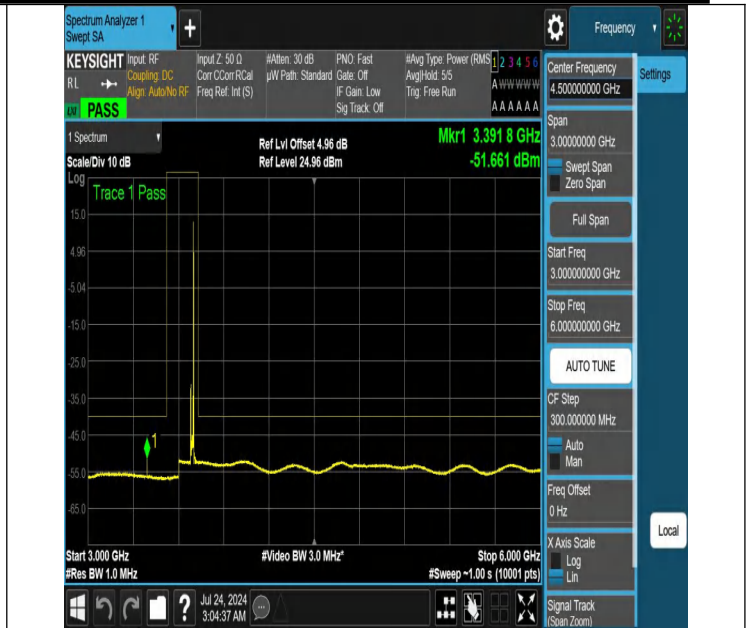 Spectrum Analyzer 1
Swept SA
+
Frequency
KEYSIGHT
RL
PASS
Input: RF
Coupling: DC
Align: Auto/No RF
Input Z: 50 Ω
Corr CCorr RCal
Freq Ref: Int (S)
#Atten: 30 dB
µW Path: Standard
PNO: Fast
Gate: Off
IF Gain: Low
Sig Track: Off
#Avg Type: Power (RMS
Avg|Hold: 5/5
Trig: Free Run
1 2 3 4 5 6
A W W W W W
A A A A A A
1 Spectrum
Scale/Div 10 dB
Ref Lvl Offset 4.96 dB
Ref Level 24.96 dBm
Mkr1 3.391 8 GHz
-51.661 dBm
Log
Trace 1 Pass
15.0
4.96
-5.04
-15.0
-25.0
-35.0
-45.0
-55.0
-65.0
1
Start 3.000 GHz
#Res BW 1.0 MHz
#Video BW 3.0 MHz*
Stop 6.000 GHz
#Sweep ~1.00 s (10001 pts)
?
Jul 24, 2024
3:04:37 AM
Center Frequency
4.500000000 GHz
Settings
Span
3.00000000 GHz
Swept Span
Zero Span
Full Span
Start Freq
3.000000000 GHz
Stop Freq
6.000000000 GHz
AUTO TUNE
CF Step
300.000000 MHz
Auto
Man
Freq Offset
0 Hz
X Axis Scale
Log
Lin
Local
Signal Track
(Span Zoom)